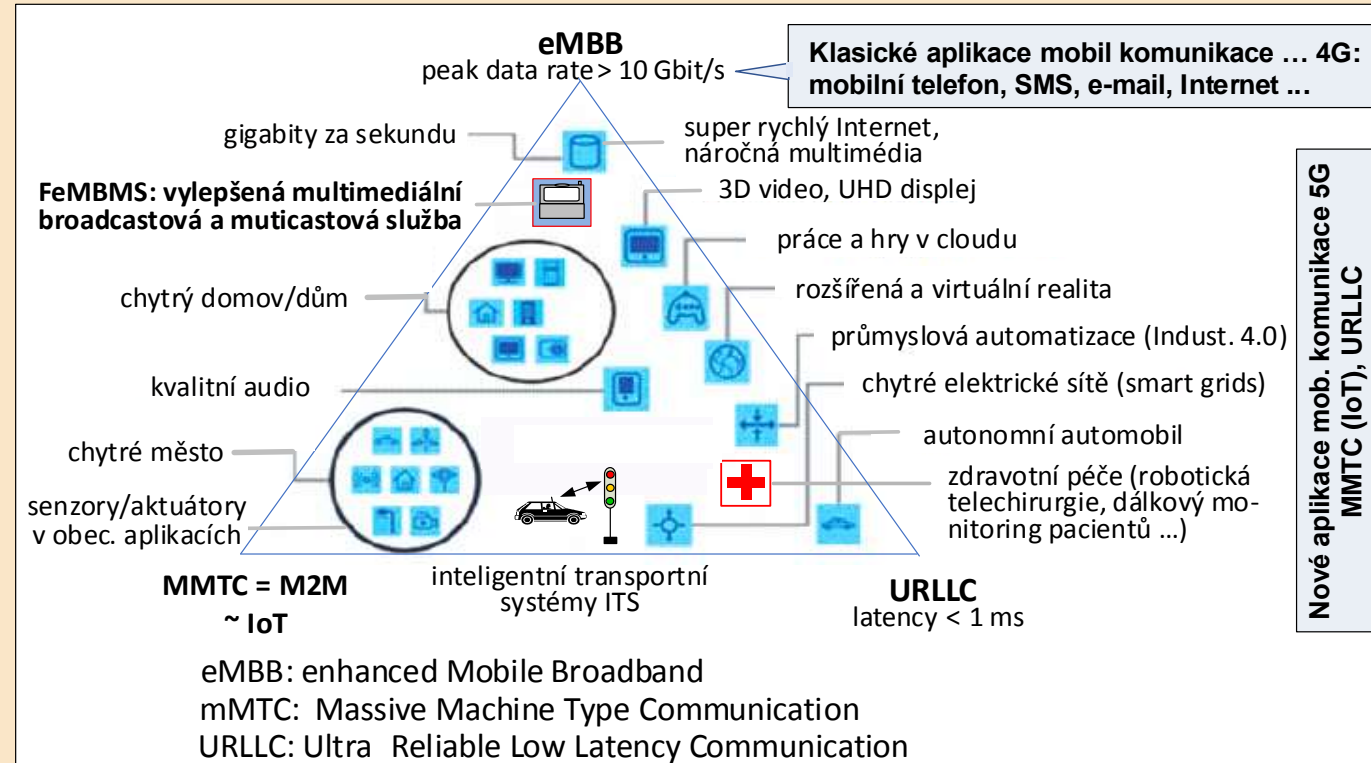 eMBB
peak data rate > 10 Gbit/s
Klasické aplikace mobil komunikace ... 4G:
mobilní telefon, SMS, e-mail, Internet ...
gigabity za sekundu
super rychlý Internet,
náročná multimédia
FeMBMS: vylepšená multimediální
broadcastová a muticastová služba
3D video, UHD displej
práce a hry v cloudu
chytrý domov/dům
rozšířená a virtuální realita
průmyslová automatizace (Indust. 4.0)
kvalitní audio
chytré elektrické sítě (smart grids)
chytré město
autonomní automobil
senzory/aktuátory
v obec. aplikacích
zdravotní péče (robotická
telechirurgie, dálkový mo-
nitoring pacientů ...)
MMTC = M2M
~ IoT
inteligentní transportní
systémy ITS
URLLC
latency < 1 ms
Nové aplikace mob. komunikace 5G
MMTC (IoT), URLLC
eMBB: enhanced Mobile Broadband
mMTC: Massive Machine Type Communication
URLLC: Ultra Reliable Low Latency Communication